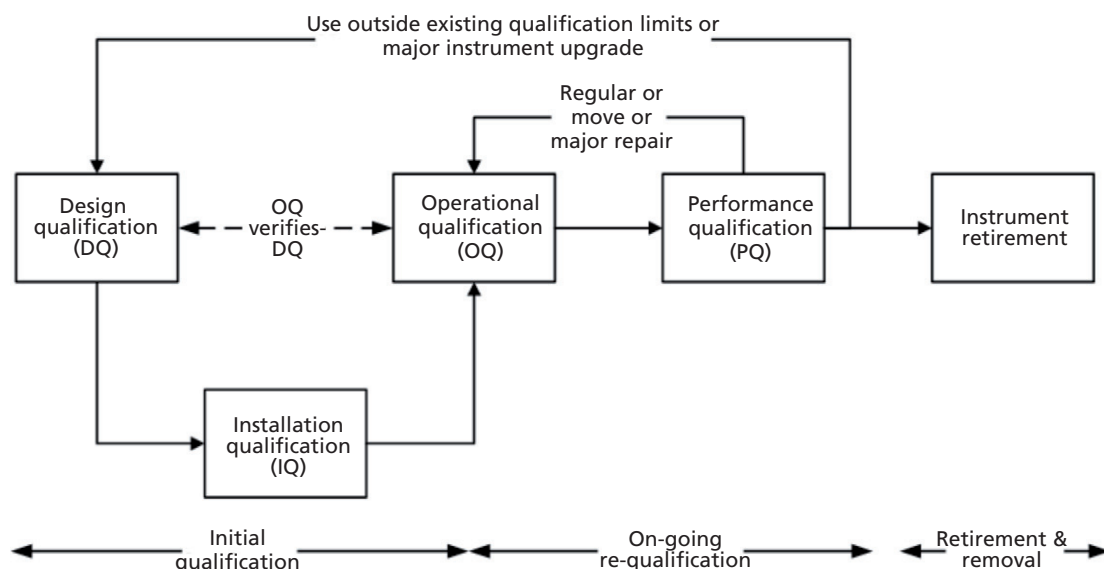 Use outside existing qualification limits or
major instrument upgrade
Regular or
move or
major repair
Design
qualification
(DQ)
OQ
verifies-
DQ
Operational
qualification
(OQ)
Performance
qualification
(PQ)
Instrument
retirement
Installation
qualification
(IQ)
Initial
qualification
On-going
re-qualification
Retirement &
removal